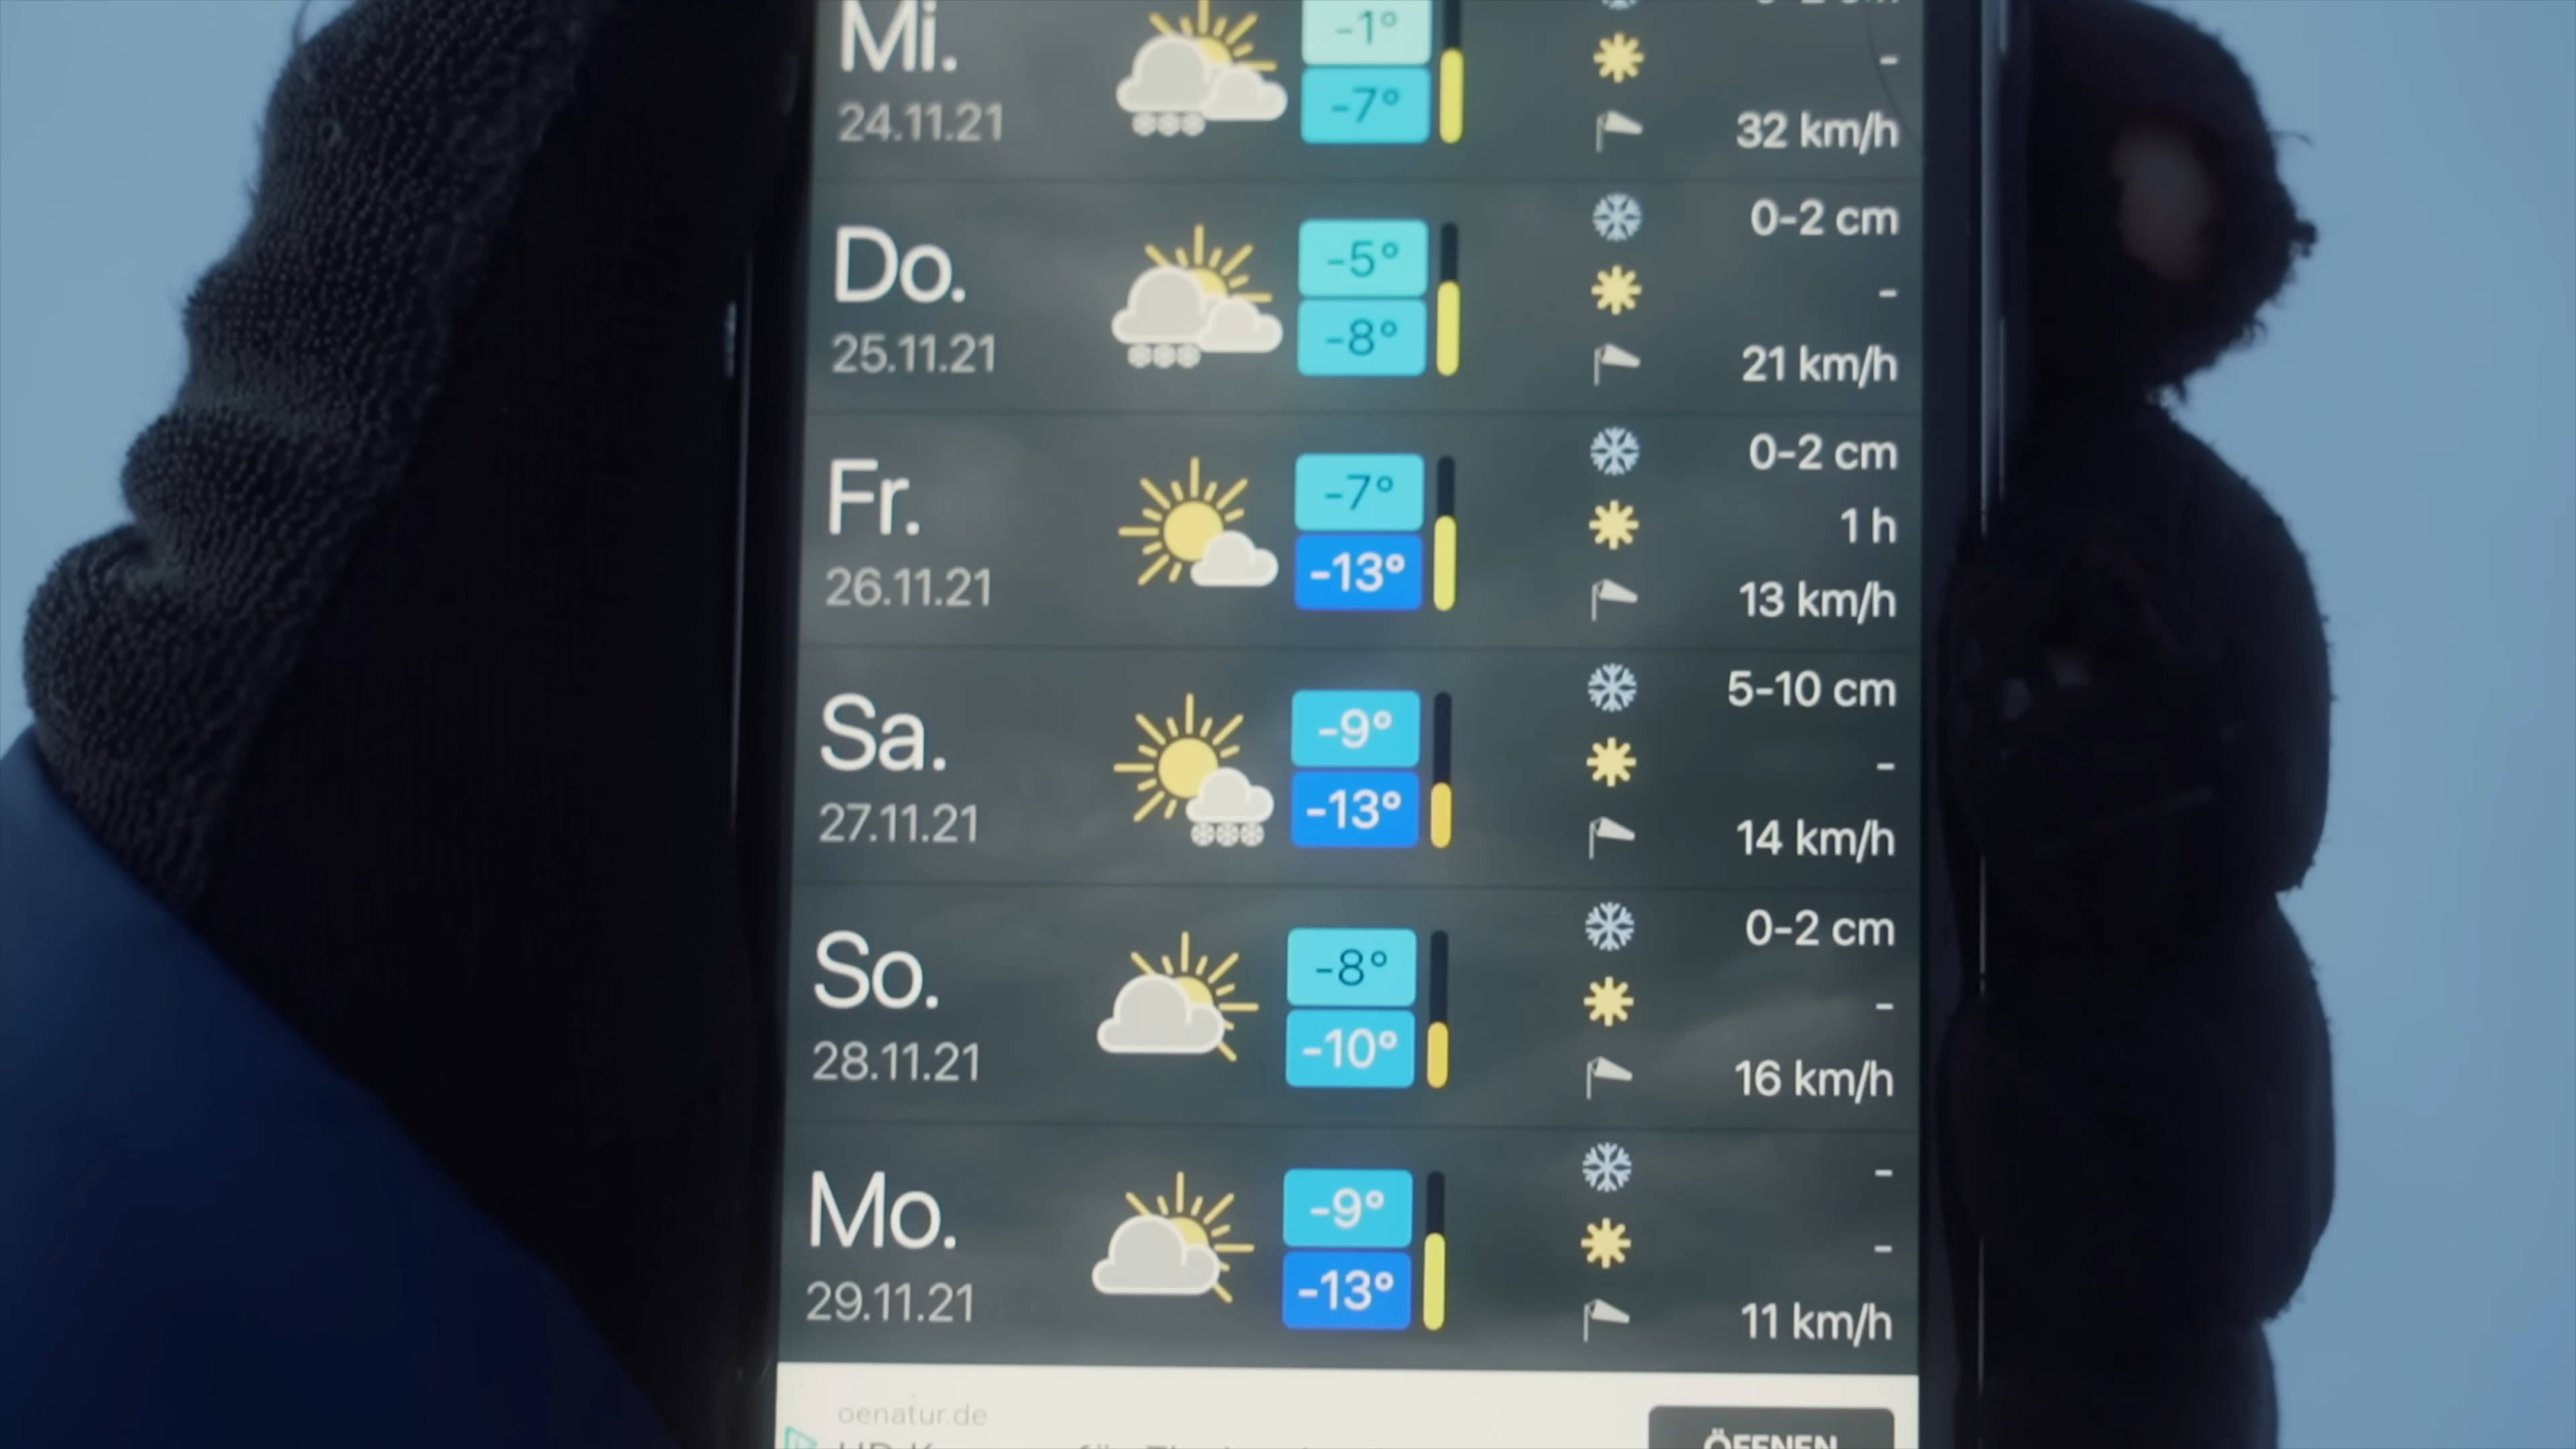 Mi.
-1°
-
-7°
24.11.21
32 km/h
Do.
-5°
0-2 cm
-
-8°
25.11.21
21 km/h
Fr.
-7°
0-2 cm
1 h
-13°
26.11.21
13 km/h
Sa.
-9°
5-10 cm
-
-13°
27.11.21
14 km/h
So.
-8°
0-2 cm
-
-10°
28.11.21
16 km/h
Mo.
-9°
-
-
-13°
29.11.21
11 km/h
oenatur.de
ÖFFNEN